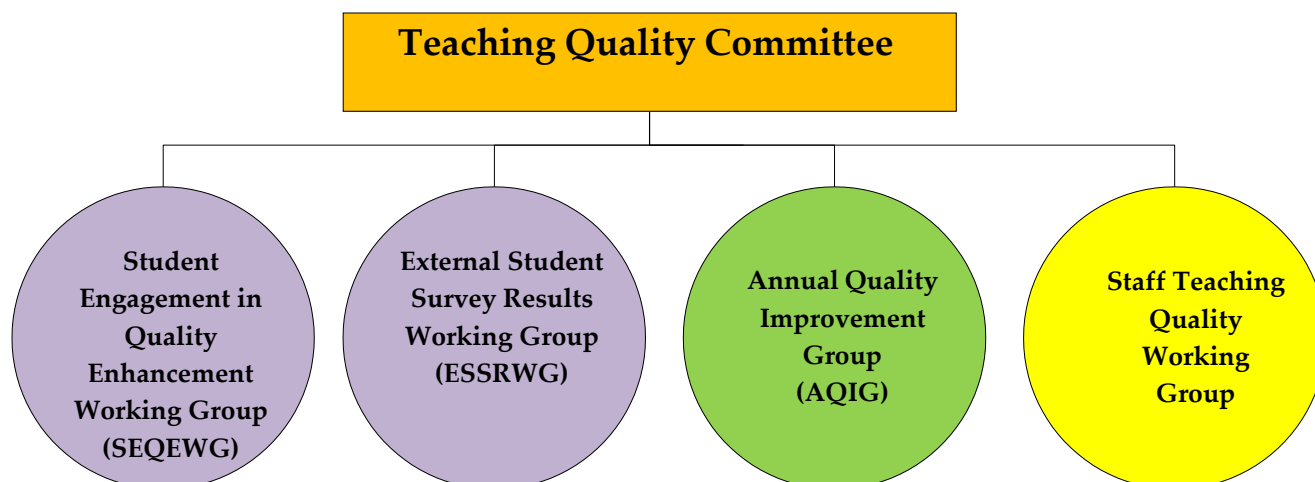 Teaching Quality Committee
Student
Engagement in
Quality
Enhancement
Working Group
(SEQEWG)
External Student
Survey Results
Working Group
(ESSRWG)
Annual Quality
Improvement
Group
(AQIG)
Staff Teaching
Quality
Working
Group